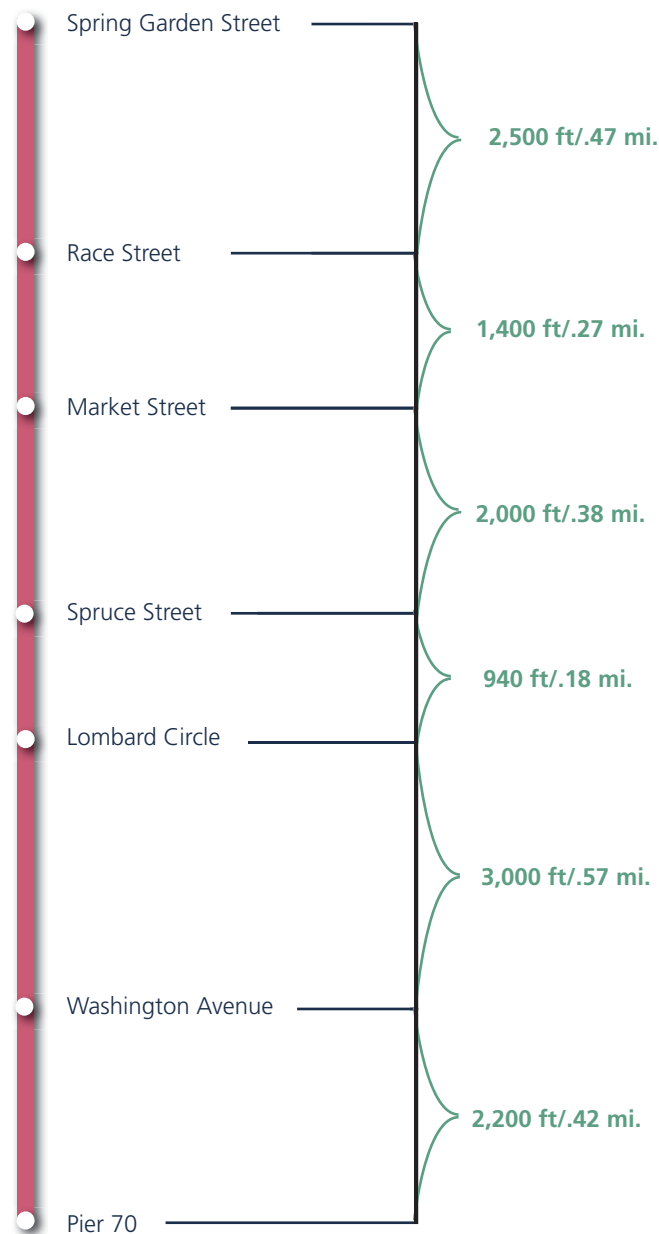 Spring Garden Street
2,500 ft/.47 mi.
Race Street
1,400 ft/.27 mi.
Market Street
2,000 ft/.38 mi.
Spruce Street
940 ft/.18 mi.
Lombard Circle
3,000 ft/.57 mi.
Washington Avenue
2,200 ft/.42 mi.
Pier 70